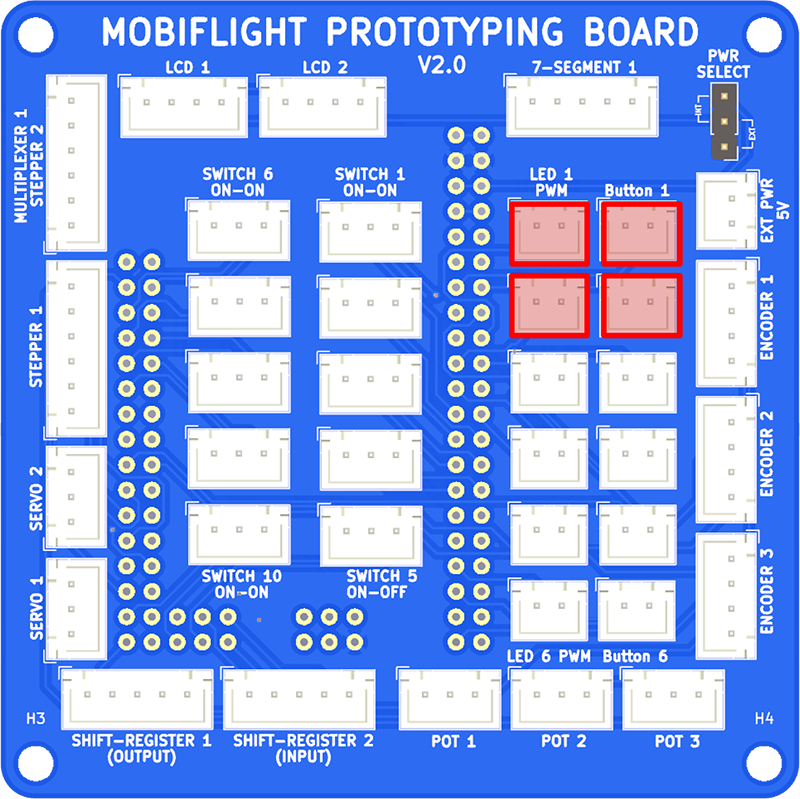 MOBIFLIGHT PROTOTYPING BOARD
V2.0
LCD 1
LCD 2
7-SEGMENT 1
PWR
SELECT
INT
EXT
MULTIPLEXER 1
STEPPER 2
SWITCH 6
ON-ON
SWITCH 1
ON-ON
LED 1
PWM
Button 1
EXT PWR
5V
STEPPER 1
ENCODER 1
SERVO 2
ENCODER 2
SERVO 1
ENCODER 3
SWITCH 10
ON-ON
SWITCH 5
ON-OFF
LED 6 PWM
Button 6
H3
H4
SHIFT-REGISTER 1
(OUTPUT)
SHIFT-REGISTER 2
(INPUT)
POT 1
POT 2
POT 3